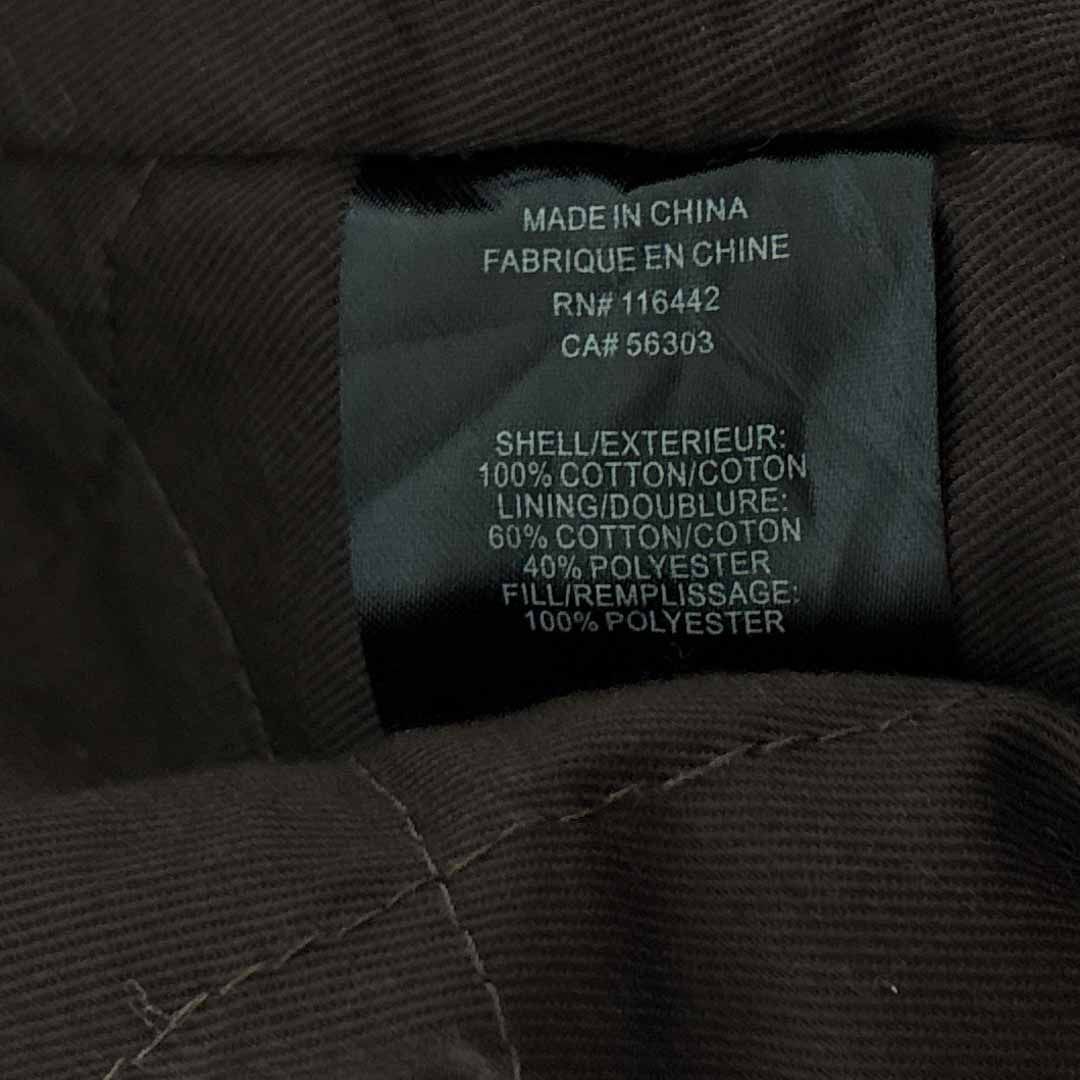 MADE IN CHINA
FABRIQUE EN CHINE
RN# 116442
CA# 56303
SHELL/EXTERIEUR:
100% COTTON/COTON
LINING/DOUBLURE:
60% COTTON/COTON
40% POLYESTER
FILL/REMPLISSAGE:
100% POLYESTER